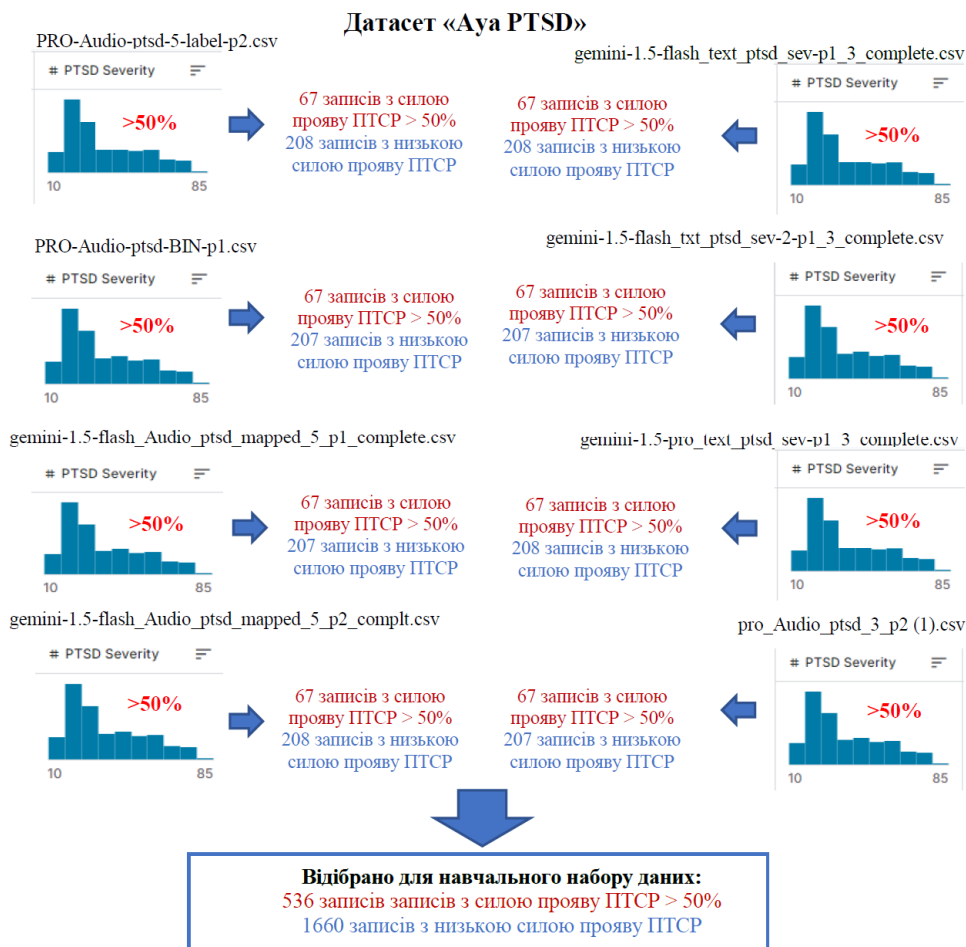 Датасет «Aya PTSD»
PRO-Audio-ptsd-5-label-p2.csv
# PTSD Severity
>50%
10 85
67 записів з силою
прояву ПТСР > 50%
208 записів з низькою
силою прояву ПТСР
gemini-1.5-flash_text_ptsd_sev-p1_3_complete.csv
# PTSD Severity
>50%
10 85
67 записів з силою
прояву ПТСР > 50%
208 записів з низькою
силою прояву ПТСР
PRO-Audio-ptsd-BIN-p1.csv
# PTSD Severity
>50%
10 85
67 записів з силою
прояву ПТСР > 50%
207 записів з низькою
силою прояву ПТСР
gemini-1.5-flash_txt_ptsd_sev-2-p1_3_complete.csv
# PTSD Severity
>50%
10 85
67 записів з силою
прояву ПТСР > 50%
207 записів з низькою
силою прояву ПТСР
gemini-1.5-flash_Audio_ptsd_mapped_5_p1_complete.csv
# PTSD Severity
>50%
10 85
67 записів з силою
прояву ПТСР > 50%
207 записів з низькою
силою прояву ПТСР
gemini-1.5-pro_text_ptsd_sev-p1_3_complete.csv
# PTSD Severity
>50%
10 85
67 записів з силою
прояву ПТСР > 50%
208 записів з низькою
силою прояву ПТСР
gemini-1.5-flash_Audio_ptsd_mapped_5_p2_complt.csv
# PTSD Severity
>50%
10 85
67 записів з силою
прояву ПТСР > 50%
208 записів з низькою
силою прояву ПТСР
pro_Audio_ptsd_3_p2 (1).csv
# PTSD Severity
>50%
10 85
67 записів з силою
прояву ПТСР > 50%
207 записів з низькою
силою прояву ПТСР
Відібрано для навчального набору даних:
536 записів записів з силою прояву ПТСР > 50%
1660 записів з низькою силою прояву ПТСР